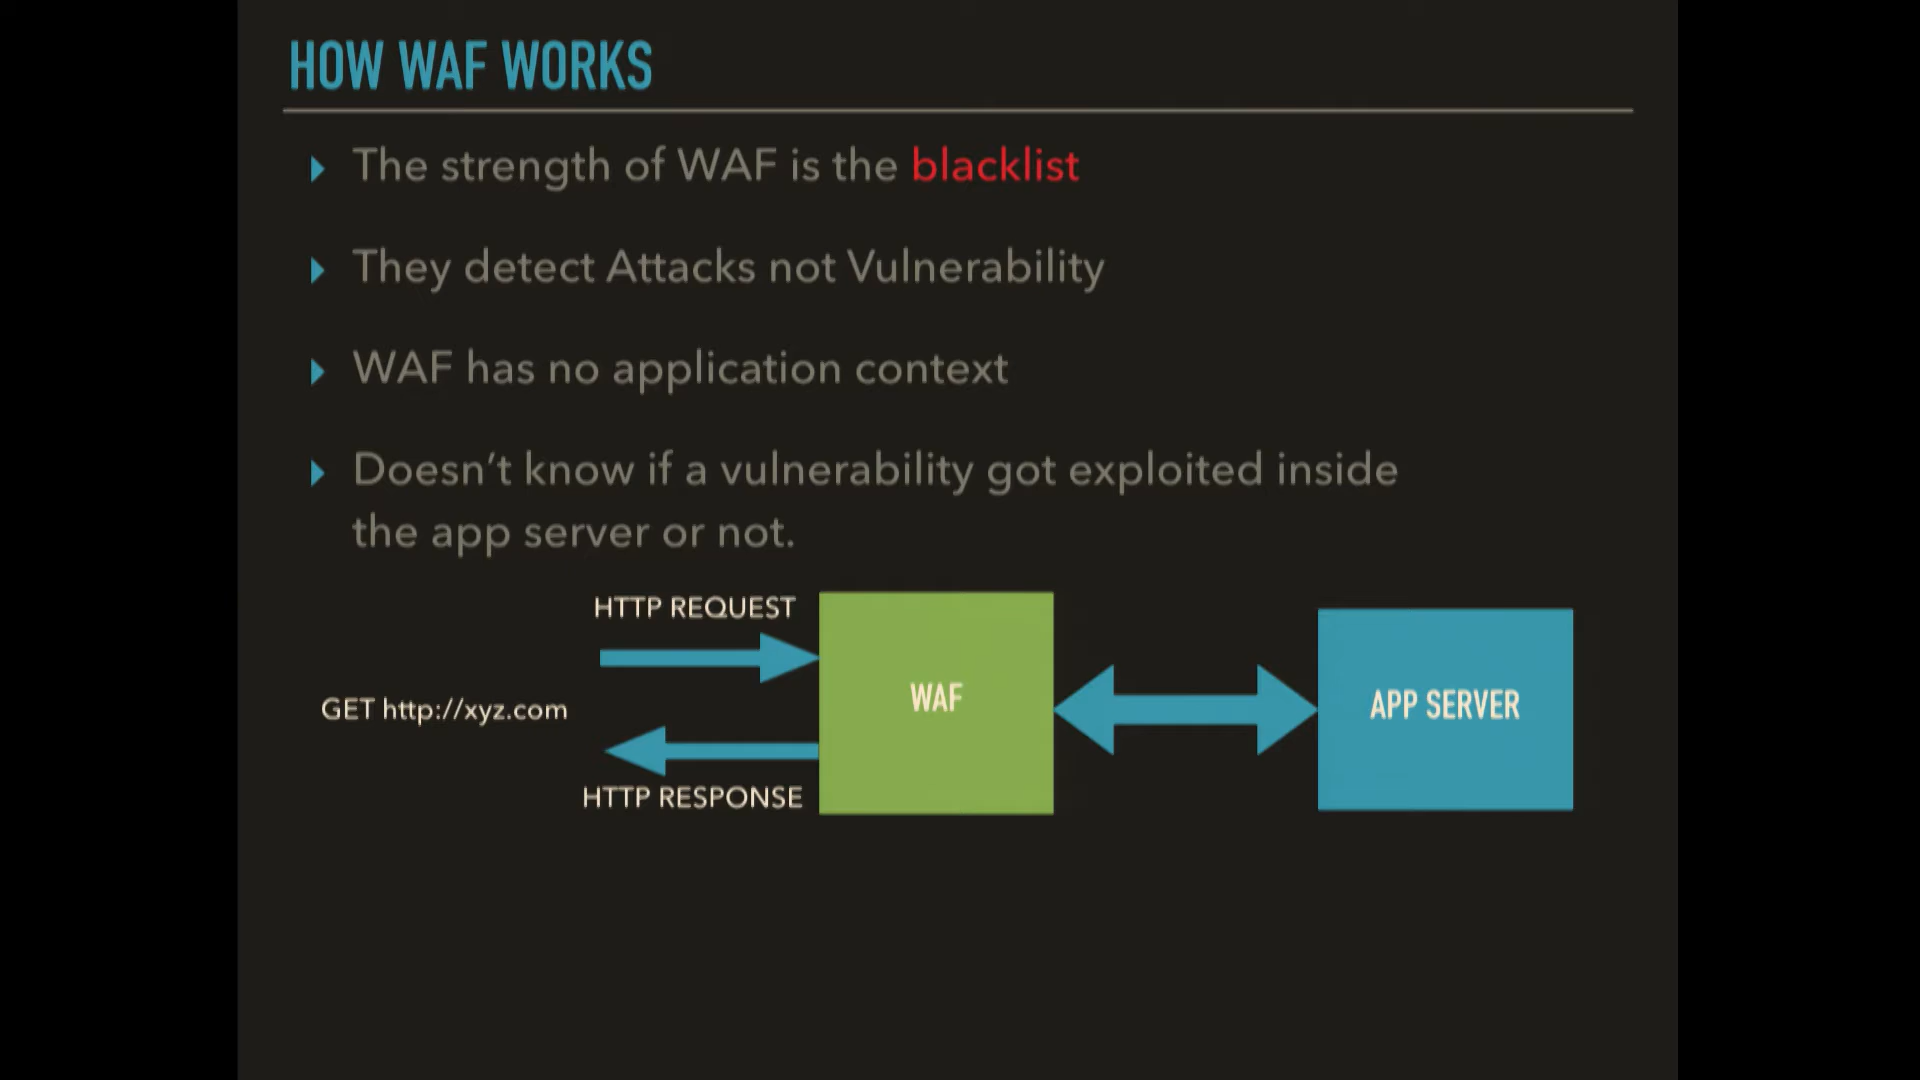 HOW WAF WORKS
The strength of WAF is the blacklist
They detect Attacks not Vulnerability
WAF has no application context
Doesn’t know if a vulnerability got exploited inside
the app server or not.
HTTP REQUEST
GET http://xyz.com
HTTP RESPONSE
WAF
APP SERVER